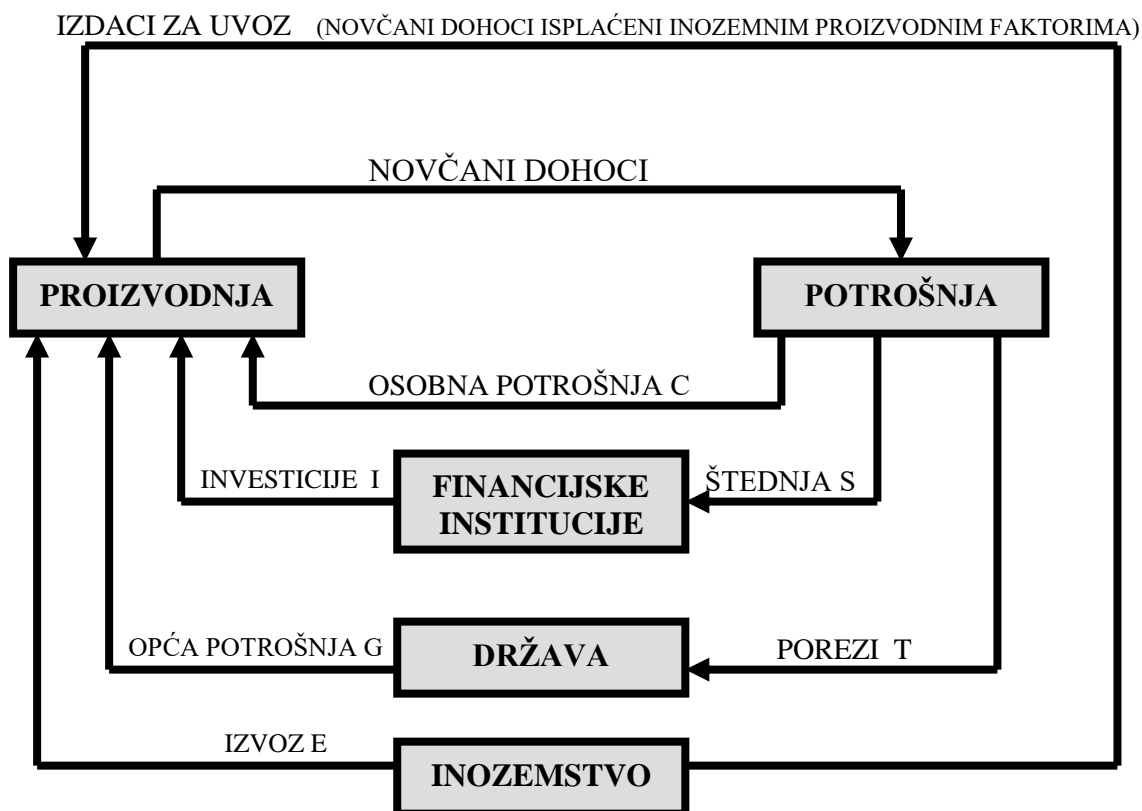 IZDACI ZA UVOZ (NOVČANI DOHOCI ISPLAĆENI INOZEMNIM PROIZVODNIM FAKTORIMA)
NOVČANI DOHOCI
PROIZVODNJA
POTROŠNJA
OSOBNA POTROŠNJA C
INVESTICIJE I
FINANCIJSKE
INSTITUCIJE
ŠTEDNJA S
OPĆA POTROŠNJA G
DRŽAVA
POREZI T
IZVOZ E
INOZEMSTVO